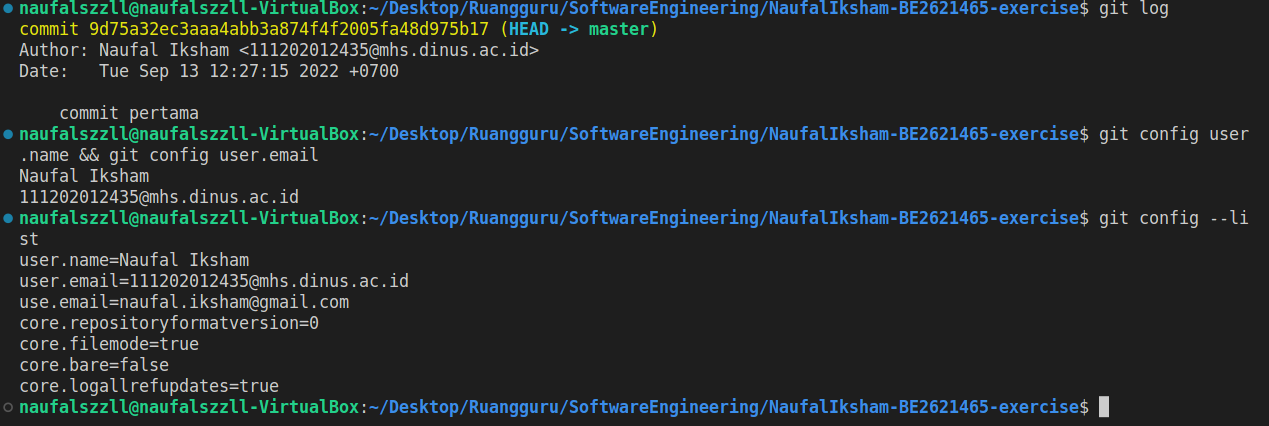 naufalszzll@naufalszzll-VirtualBox:~/Desktop/Ruangguru/SoftwareEngineering/NaufalIksham-BE2621465-exercise$ git log
commit 9d75a32ec3aaa4abb3a874f4f2005fa48d975b17 (HEAD -> master)
Author: Naufal Iksham <111202012435@mhs.dinus.ac.id>
Date:   Tue Sep 13 12:27:15 2022 +0700
    commit pertama
naufalszzll@naufalszzll-VirtualBox:~/Desktop/Ruangguru/SoftwareEngineering/NaufalIksham-BE2621465-exercise$ git config user
.name && git config user.email
Naufal Iksham
111202012435@mhs.dinus.ac.id
naufalszzll@naufalszzll-VirtualBox:~/Desktop/Ruangguru/SoftwareEngineering/NaufalIksham-BE2621465-exercise$ git config --li
st
user.name=Naufal Iksham
user.email=111202012435@mhs.dinus.ac.id
use.email=naufal.iksham@gmail.com
core.repositoryformatversion=0
core.filemode=true
core.bare=false
core.logallrefupdates=true
naufalszzll@naufalszzll-VirtualBox:~/Desktop/Ruangguru/SoftwareEngineering/NaufalIksham-BE2621465-exercise$